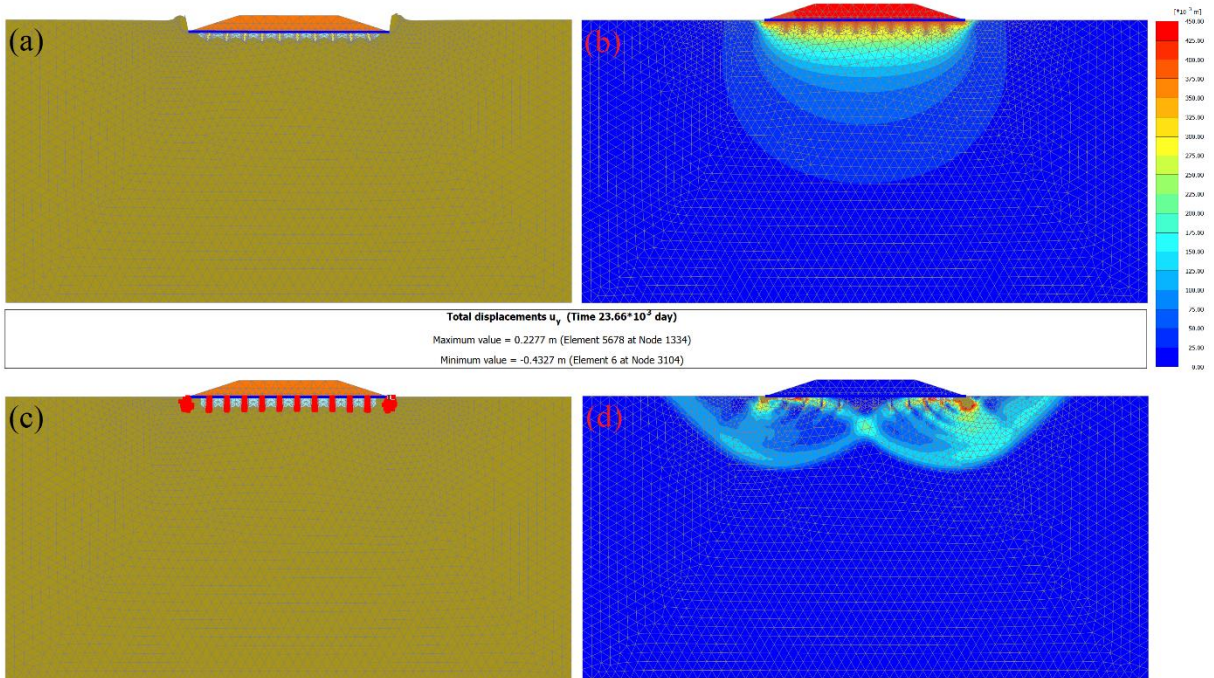 (a)
(b)
[*10⁻³ m]
450.00
425.00
400.00
375.00
350.00
325.00
300.00
275.00
250.00
225.00
200.00
175.00
150.00
125.00
100.00
75.00
50.00
25.00
0.00
Total displacements uᵧ (Time 23.66*10³ day)
Maximum value = 0.2277 m (Element 5678 at Node 1334)
Minimum value = -0.4327 m (Element 6 at Node 3104)
(c)
(d)